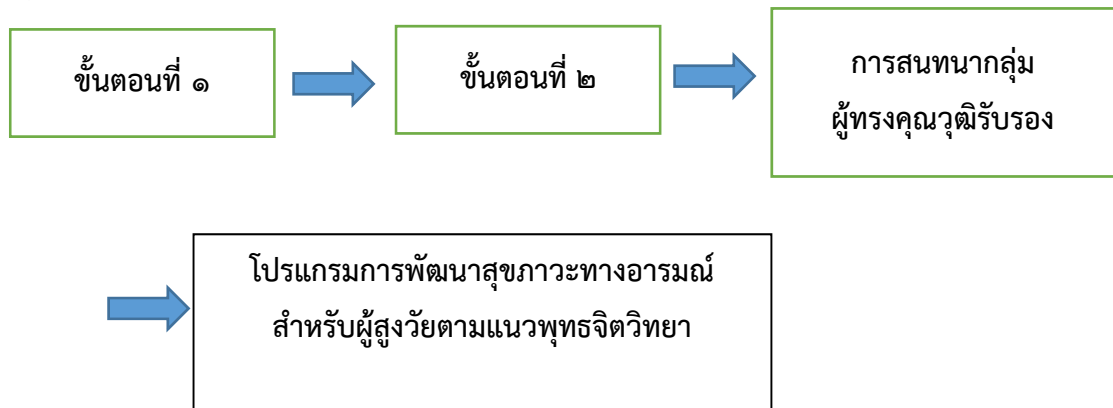 ขั้นตอนที่ ๑
ขั้นตอนที่ ๒
การสนทนากลุ่ม
ผู้ทรงคุณวุฒิรับรอง
โปรแกรมการพัฒนาสุขภาวะทางอารมณ์
สำหรับผู้สูงวัยตามแนวพุทธจิตวิทยา